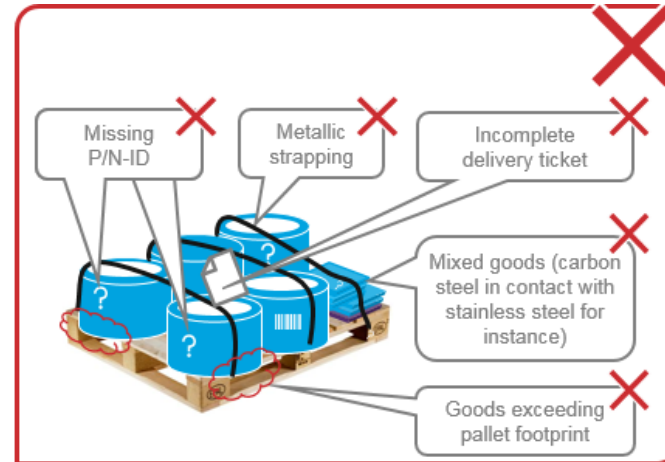 Missing
P/N-ID
Metallic
strapping
Incomplete
delivery ticket
Mixed goods (carbon
steel in contact with
stainless steel for
instance)
Goods exceeding
pallet footprint
?
?
?